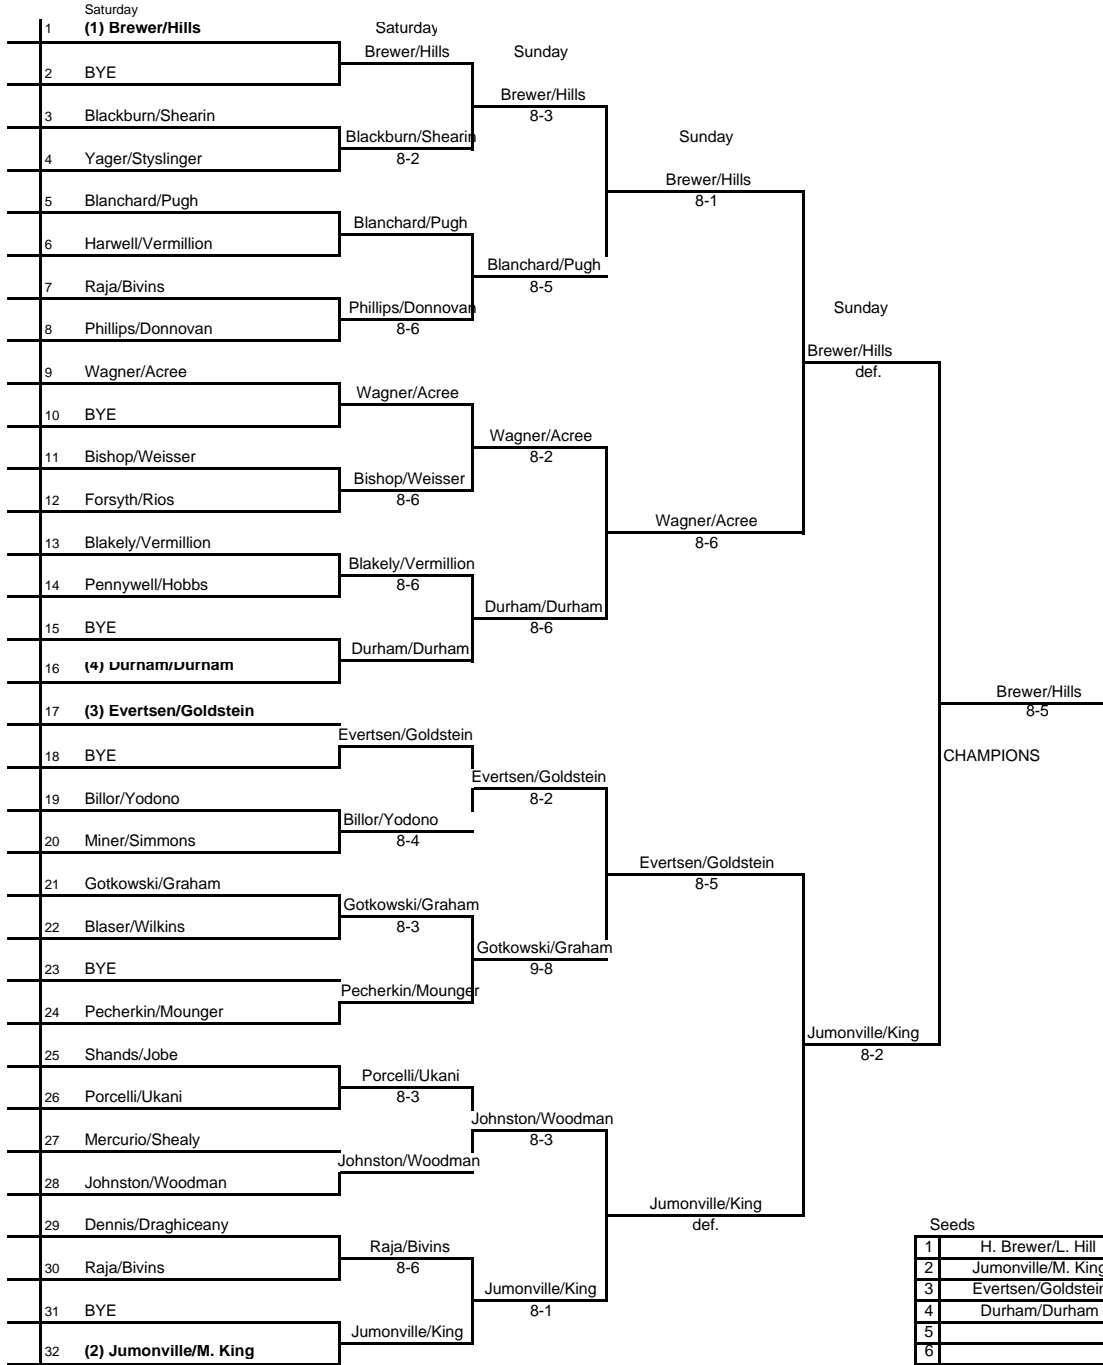 Saturday
1 (1) Brewer/Hills
Saturday
Brewer/Hills
Sunday
2 BYE
Brewer/Hills
8-3
3 Blackburn/Shearin
Blackburn/Shearin
8-2
Sunday
4 Yager/Styslinger
Brewer/Hills
8-1
5 Blanchard/Pugh
Blanchard/Pugh
6 Harwell/Vermillion
Blanchard/Pugh
8-5
7 Raja/Bivins
Phillips/Donnovan
8-6
Sunday
8 Phillips/Donnovan
Brewer/Hills
def.
9 Wagner/Acree
Wagner/Acree
10 BYE
Wagner/Acree
8-2
11 Bishop/Weisser
Bishop/Weisser
8-6
12 Forsyth/Rios
Wagner/Acree
8-6
13 Blakely/Vermillion
Blakely/Vermillion
8-6
14 Pennywell/Hobbs
Durham/Durham
8-6
15 BYE
Durham/Durham
16 (4) Durham/Durham
Brewer/Hills
8-5
17 (3) Evertsen/Goldstein
Evertsen/Goldstein
18 BYE
CHAMPIONS
Evertsen/Goldstein
8-2
19 Billor/Yodono
Billor/Yodono
8-4
20 Miner/Simmons
Evertsen/Goldstein
8-5
21 Gotkowski/Graham
Gotkowski/Graham
8-3
22 Blaser/Wilkins
Gotkowski/Graham
9-8
23 BYE
Pecherkin/Mounger
24 Pecherkin/Mounger
Jumonville/King
8-2
25 Shands/Jobe
Porcelli/Ukani
8-3
26 Porcelli/Ukani
Johnston/Woodman
8-3
27 Mercurio/Shealy
Johnston/Woodman
28 Johnston/Woodman
Jumonville/King
def.
29 Dennis/Draghiceany
Raja/Bivins
8-6
30 Raja/Bivins
Jumonville/King
8-1
31 BYE
Jumonville/King
32 (2) Jumonville/M. King
Seeds
1 H. Brewer/L. Hill
2 Jumonville/M. King
3 Evertsen/Goldstein
4 Durham/Durham
5
6